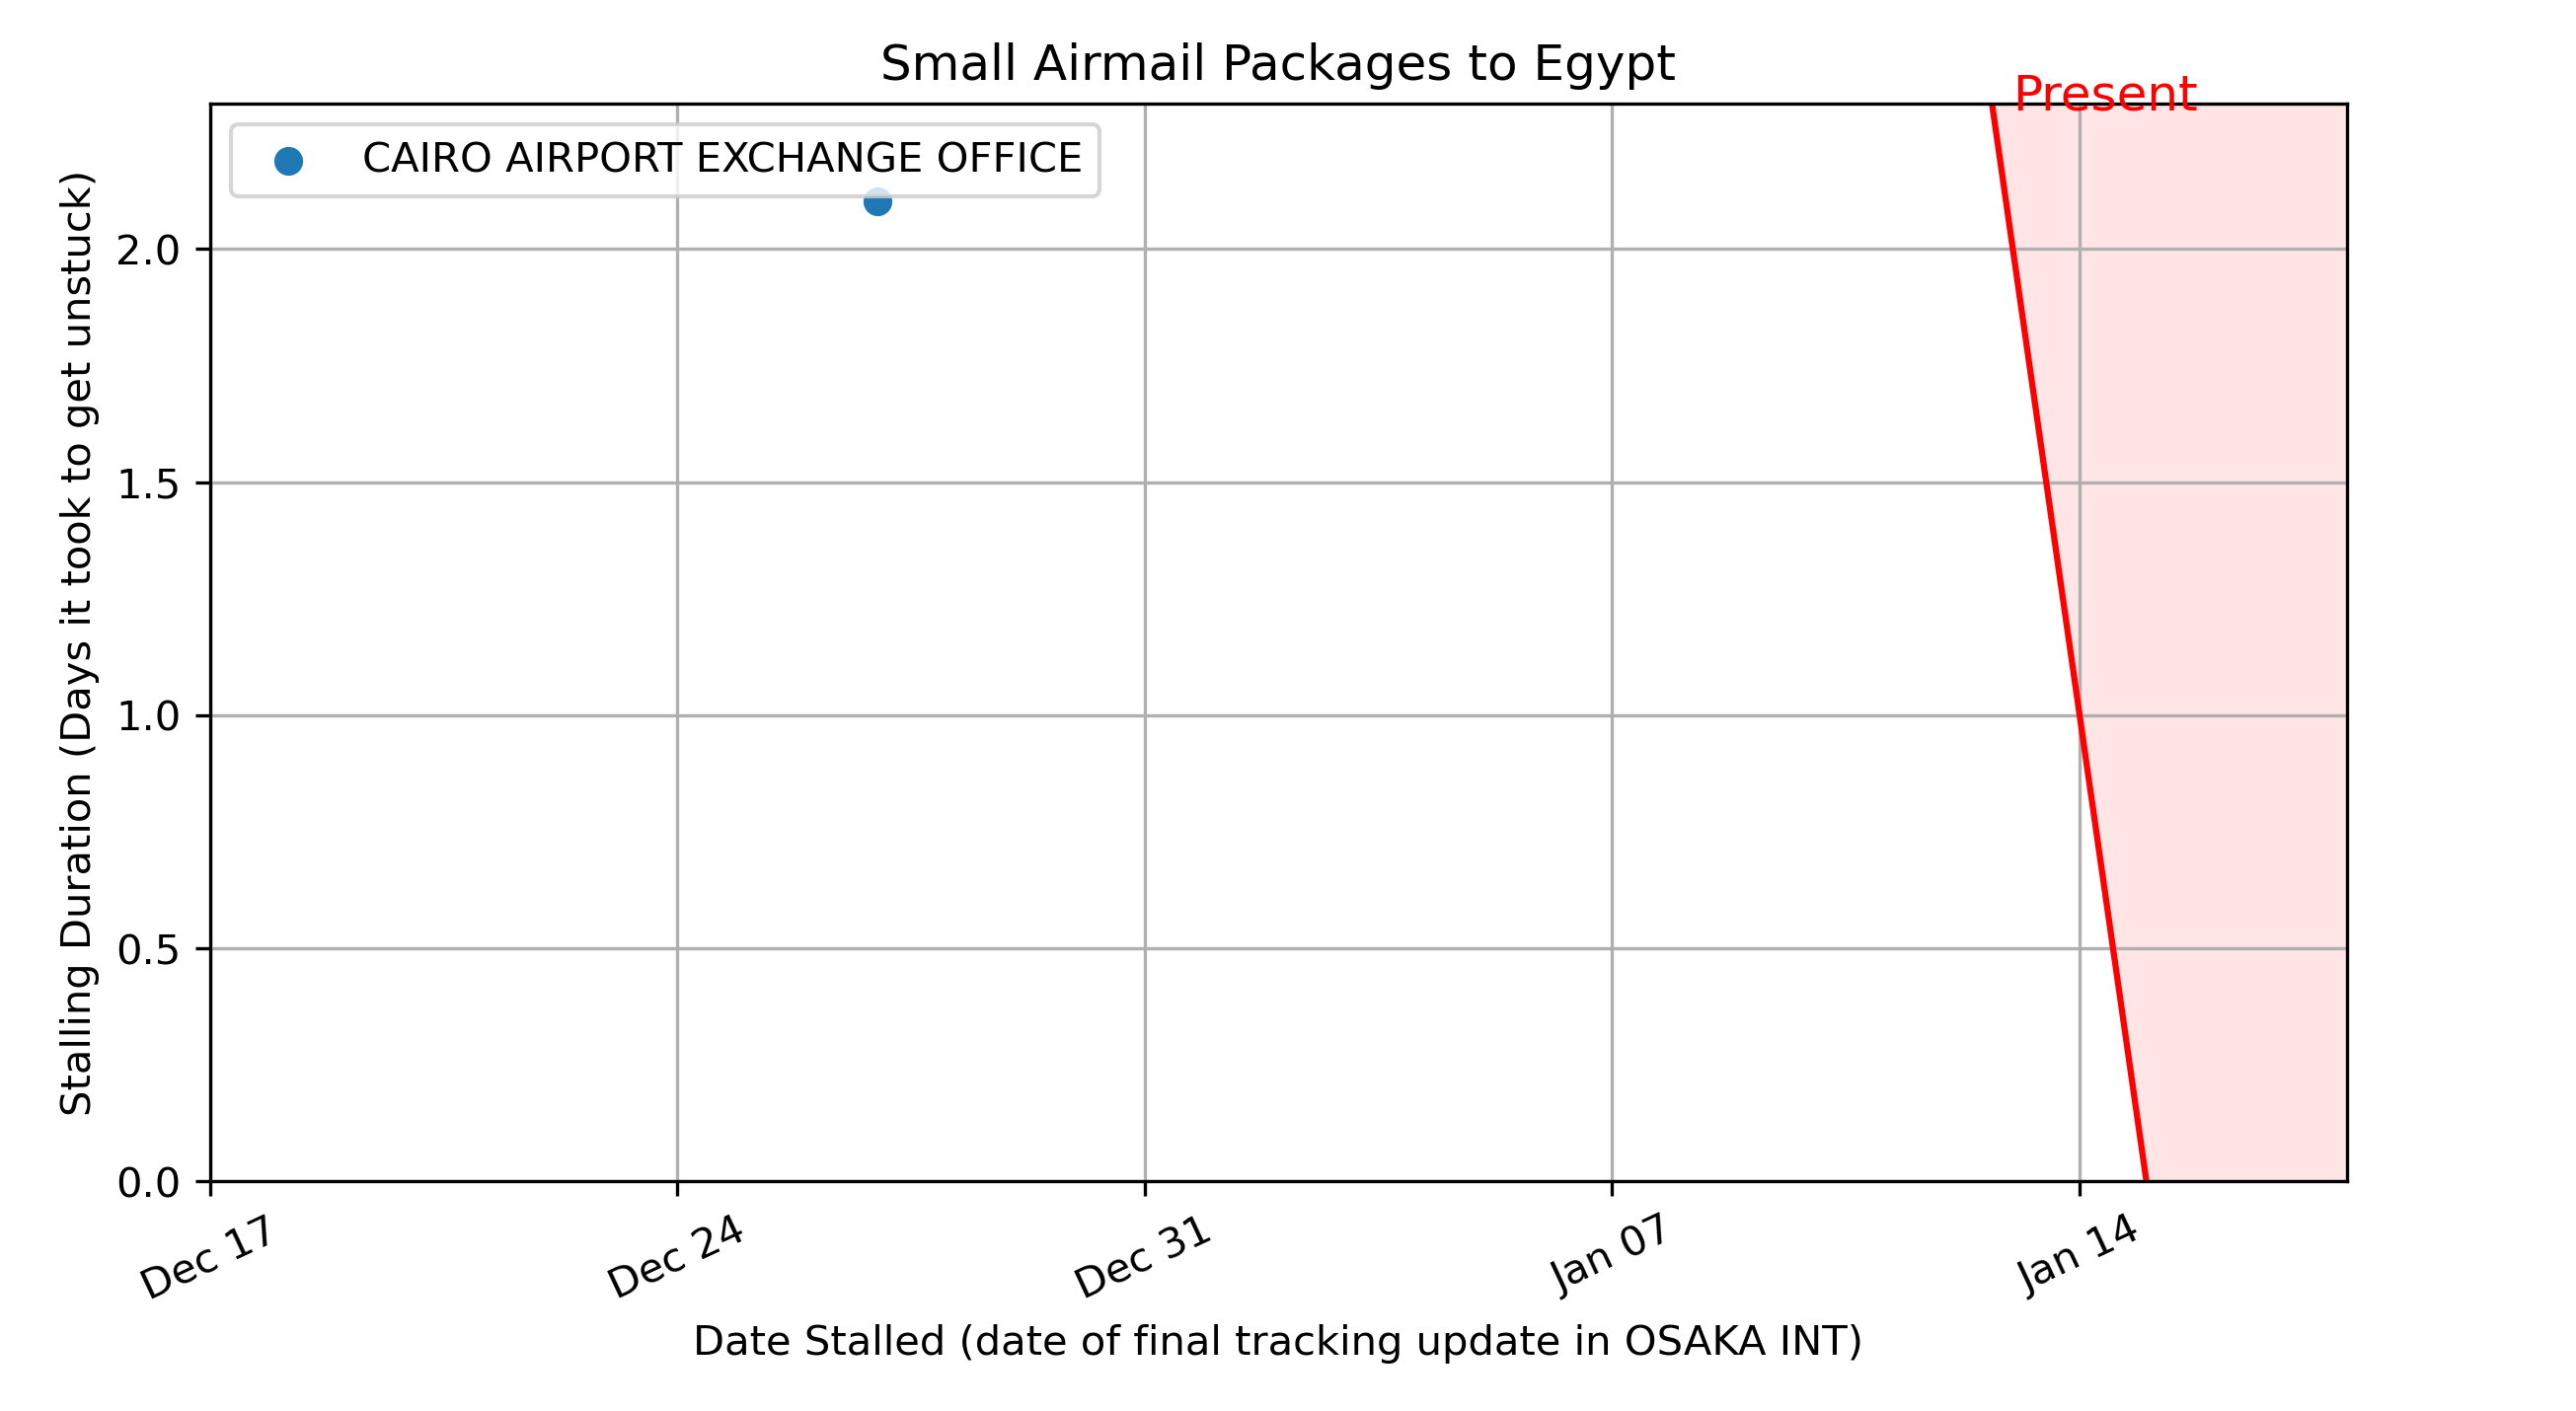 Small Airmail Packages to Egypt
Present
CAIRO AIRPORT EXCHANGE OFFICE
Stalling Duration (Days it took to get unstuck)
2.0
1.5
1.0
0.5
0.0
Dec 17
Dec 24
Dec 31
Jan 07
Jan 14
Date Stalled (date of final tracking update in OSAKA INT)